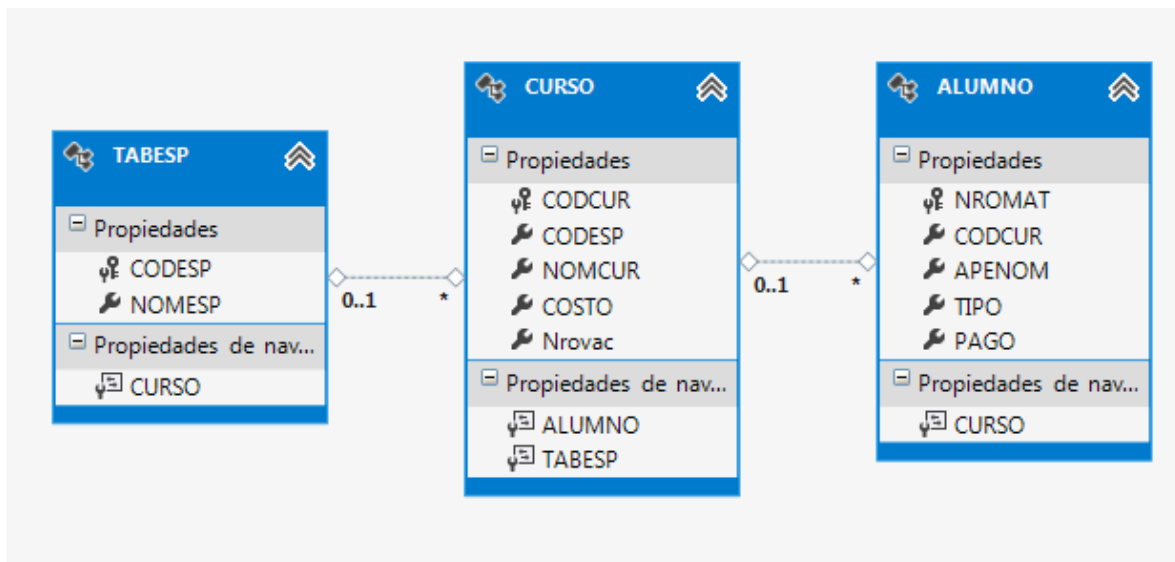 TABESP
Propiedades
CODESP
NOMESP
Propiedades de nav...
CURSO
0..1
*
CURSO
Propiedades
CODCUR
CODESP
NOMCUR
COSTO
Nrovac
Propiedades de nav...
ALUMNO
TABESP
0..1
*
ALUMNO
Propiedades
NROMAT
CODCUR
APENOM
TIPO
PAGO
Propiedades de nav...
CURSO